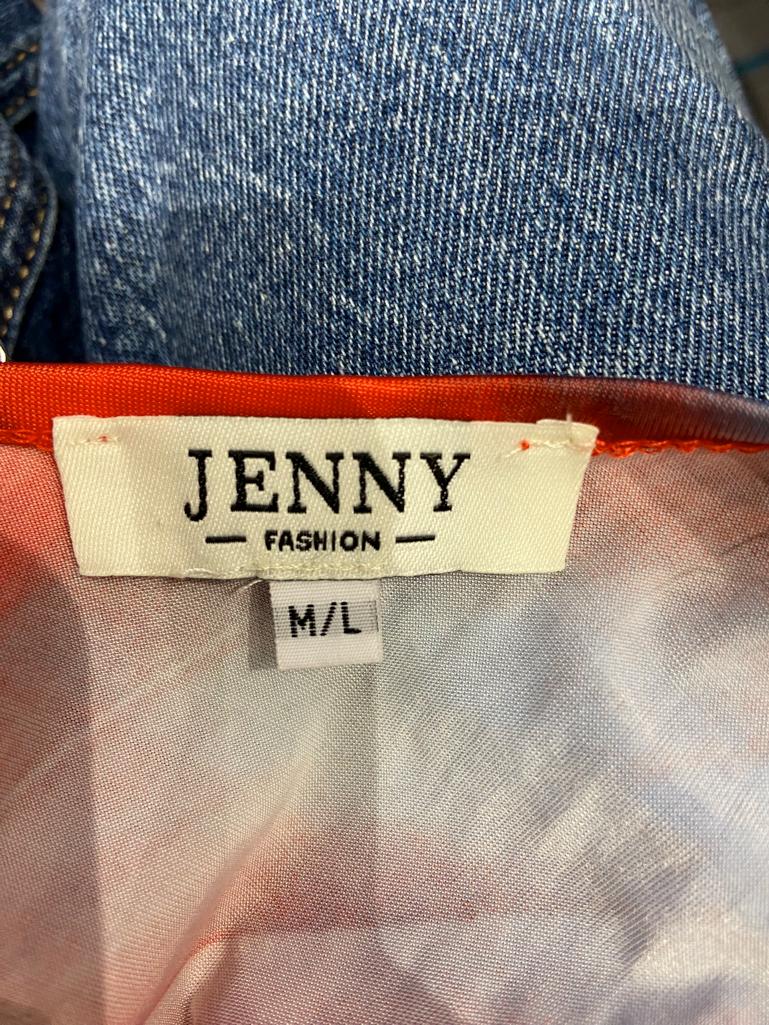 JENNY
— FASHION —
M/L